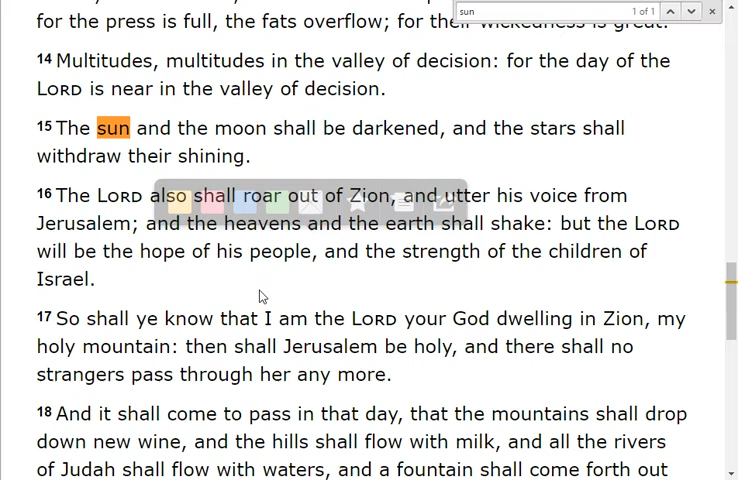 sun 1 of 1
for the press is full, the fats overflow; for their wickedness is great.
14 Multitudes, multitudes in the valley of decision: for the day of the
LORD is near in the valley of decision.
15 The sun and the moon shall be darkened, and the stars shall
withdraw their shining.
16 The LORD also shall roar out of Zion, and utter his voice from
Jerusalem; and the heavens and the earth shall shake: but the LORD
will be the hope of his people, and the strength of the children of
Israel.
17 So shall ye know that I am the LORD your God dwelling in Zion, my
holy mountain: then shall Jerusalem be holy, and there shall no
strangers pass through her any more.
18 And it shall come to pass in that day, that the mountains shall drop
down new wine, and the hills shall flow with milk, and all the rivers
of Judah shall flow with waters, and a fountain shall come forth out